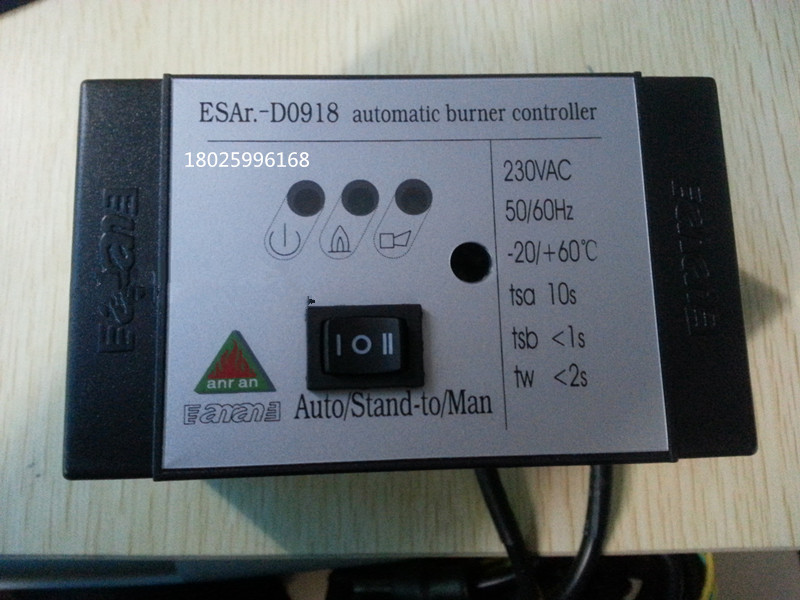 ESAr.-D0918 automatic burner controller
18025996168
230VAC
50/60Hz
-20/+60℃
tsa 10s
tsb <1s
tw <2s
I O II
anr an
Auto/Stand-to/Man